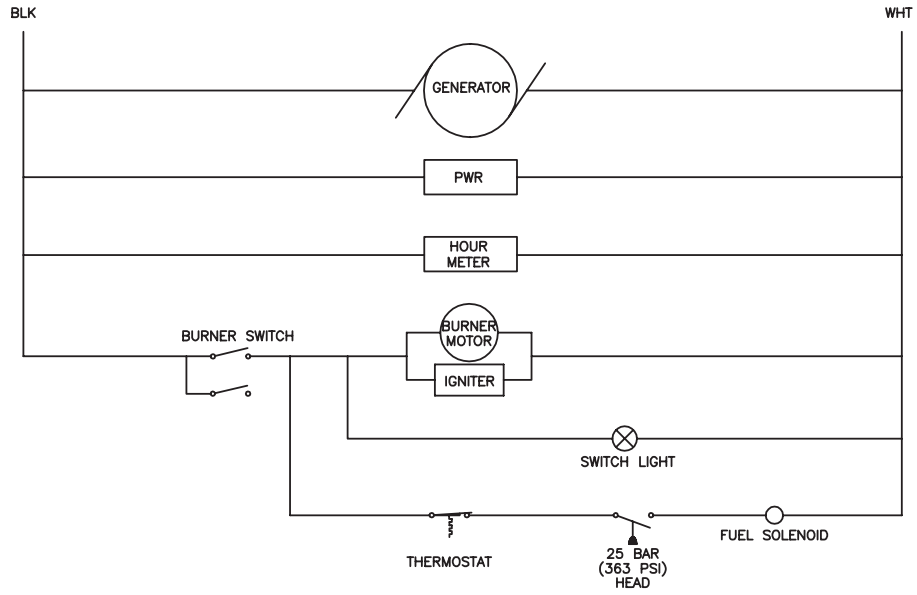 BLK
WHT
GENERATOR
PWR
HOUR
METER
BURNER SWITCH
BURNER
MOTOR
IGNITER
SWITCH LIGHT
THERMOSTAT
25 BAR
(363 PSI)
HEAD
FUEL SOLENOID